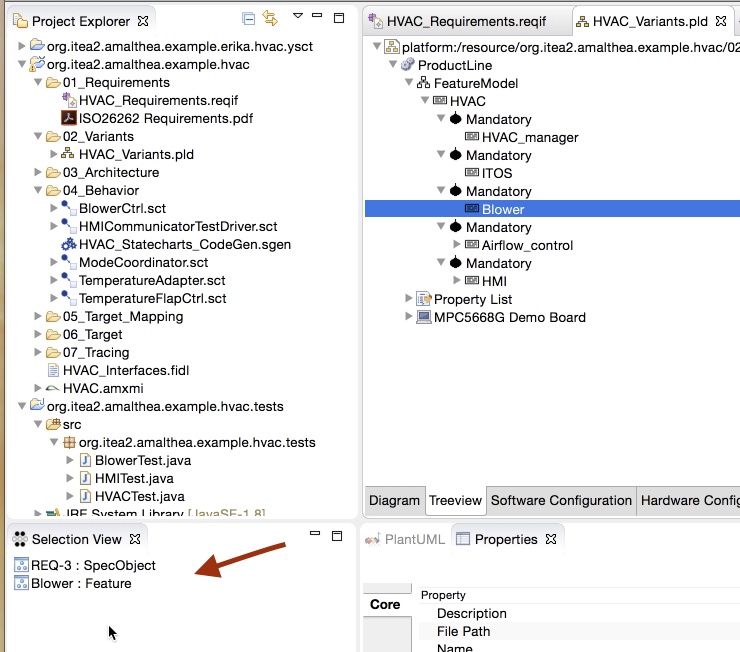 Project Explorer
org.itea2.amalthea.example.erika.hvac.ysct
org.itea2.amalthea.example.hvac
01_Requirements
HVAC_Requirements.reqif
ISO26262 Requirements.pdf
02_Variants
HVAC_Variants.pld
03_Architecture
04_Behavior
BlowerCtrl.sct
HMICommunicatorTestDriver.sct
HVAC_Statecharts_CodeGen.sgen
ModeCoordinator.sct
TemperatureAdapter.sct
TemperatureFlapCtrl.sct
05_Target_Mapping
06_Target
07_Tracing
HVAC_Interfaces.fidl
HVAC.amxmi
org.itea2.amalthea.example.hvac.tests
src
org.itea2.amalthea.example.hvac.tests
BlowerTest.java
HMITest.java
HVACTest.java
JRE System Library [JavaSE-1.8]
Selection View
REQ-3 : SpecObject
Blower : Feature
HVAC_Requirements.reqif
HVAC_Variants.pld
platform:/resource/org.itea2.amalthea.example.hvac/02
ProductLine
FeatureModel
HVAC
Mandatory
HVAC_manager
Mandatory
ITOS
Mandatory
Blower
Mandatory
Airflow_control
Mandatory
HMI
Property List
MPC5668G Demo Board
Diagram Treeview Software Configuration Hardware Config
PlantUML Properties
Core
Property
Description
File Path
Name